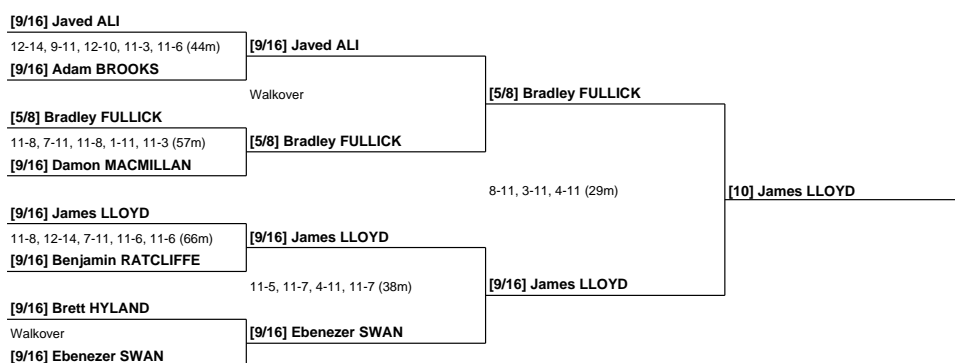 [9/16] Javed ALI
12-14, 9-11, 12-10, 11-3, 11-6 (44m)
[9/16] Adam BROOKS
[9/16] Javed ALI
Walkover
[5/8] Bradley FULLICK
11-8, 7-11, 11-8, 1-11, 11-3 (57m)
[9/16] Damon MACMILLAN
[5/8] Bradley FULLICK
[5/8] Bradley FULLICK
8-11, 3-11, 4-11 (29m)
[10] James LLOYD
[9/16] James LLOYD
11-8, 12-14, 7-11, 11-6, 11-6 (66m)
[9/16] Benjamin RATCLIFFE
[9/16] James LLOYD
11-5, 11-7, 4-11, 11-7 (38m)
[9/16] James LLOYD
[9/16] Brett HYLAND
Walkover
[9/16] Ebenezer SWAN
[9/16] Ebenezer SWAN